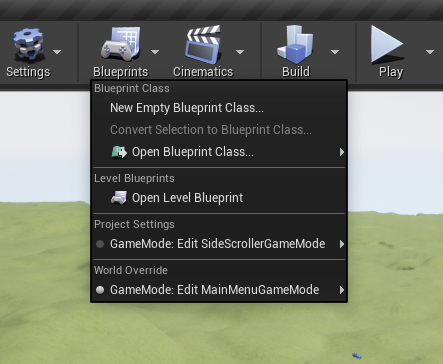 Settings
Blueprints
Cinematics
Build
Play
Blueprint Class
New Empty Blueprint Class...
Convert Selection to Blueprint Class...
Open Blueprint Class...
Level Blueprints
Open Level Blueprint
Project Settings
GameMode: Edit SideScrollerGameMode
World Override
GameMode: Edit MainMenuGameMode